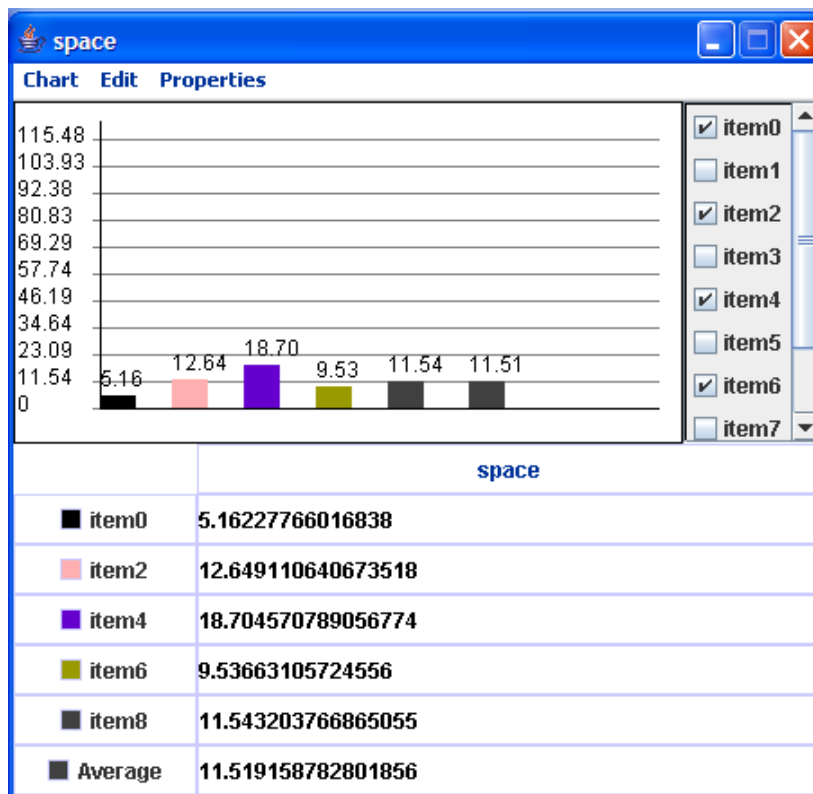 space
Chart Edit Properties
115.48
103.93
92.38
80.83
69.29
57.74
46.19
34.64
23.09
11.54
0
5.16 12.64 18.70 9.53 11.54 11.51
item0
item1
item2
item3
item4
item5
item6
item7
space
item0 5.16227766016838
item2 12.649110640673518
item4 18.704570789056774
item6 9.53663105724556
item8 11.543203766865055
Average 11.519158782801856